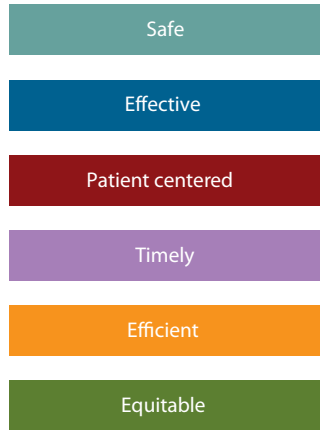 Safe
Effective
Patient centered
Timely
Efficient
Equitable